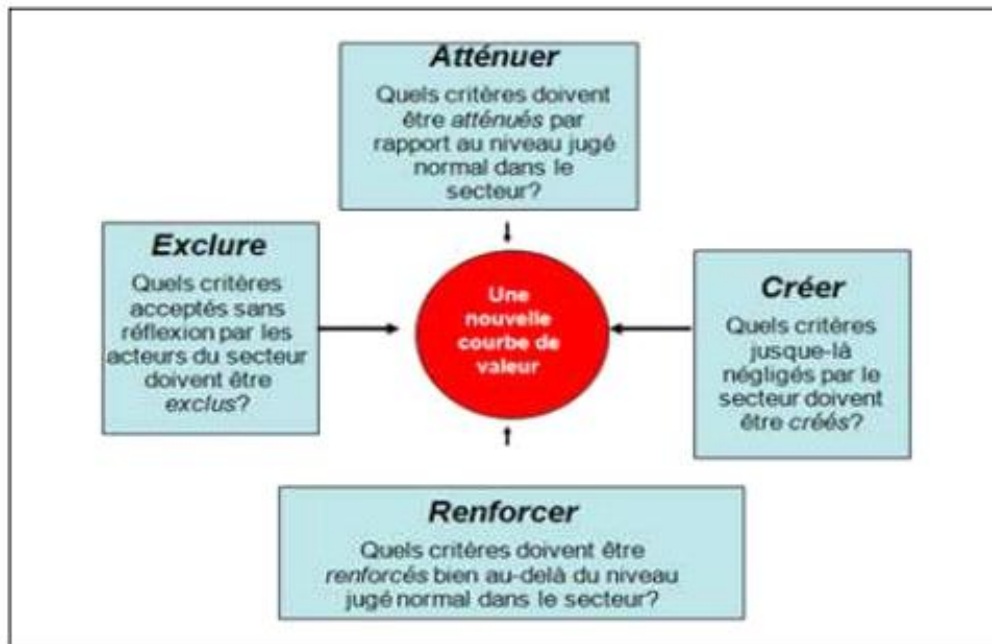 Atténuer
Quels critères doivent
être atténués par
rapport au niveau jugé
normal dans le
secteur?
Exclure
Quels critères
acceptés sans
réflexion par les
acteurs du secteur
doivent être
exclus?
Une
nouvelle
courbe de
valeur
Créer
Quels critères
jusque-là
négligés par le
secteur doivent
être créés?
Renforcer
Quels critères doivent être
renforcés bien au-delà du niveau
jugé normal dans le secteur?